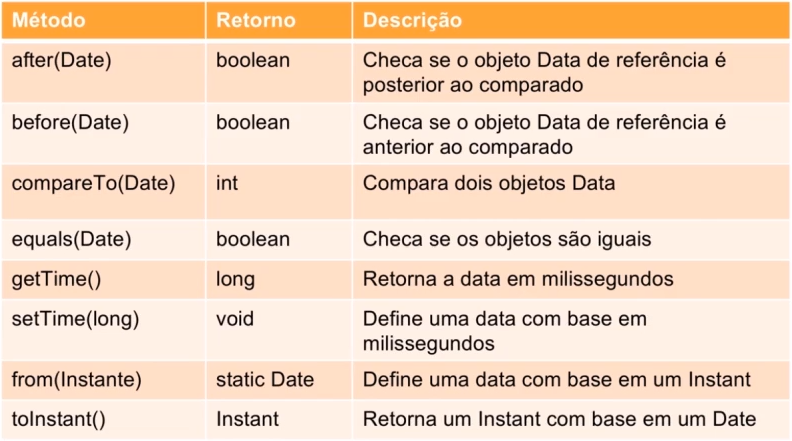 Método Retorno Descrição
after(Date) boolean Checa se o objeto Data de referência é
posterior ao comparado
before(Date) boolean Checa se o objeto Data de referência é
anterior ao comparado
compareTo(Date) int Compara dois objetos Data
equals(Date) boolean Checa se os objetos são iguais
getTime() long Retorna a data em milissegundos
setTime(long) void Define uma data com base em
milissegundos
from(Instante) static Date Define uma data com base em um Instant
toInstant() Instant Retorna um Instant com base em um Date